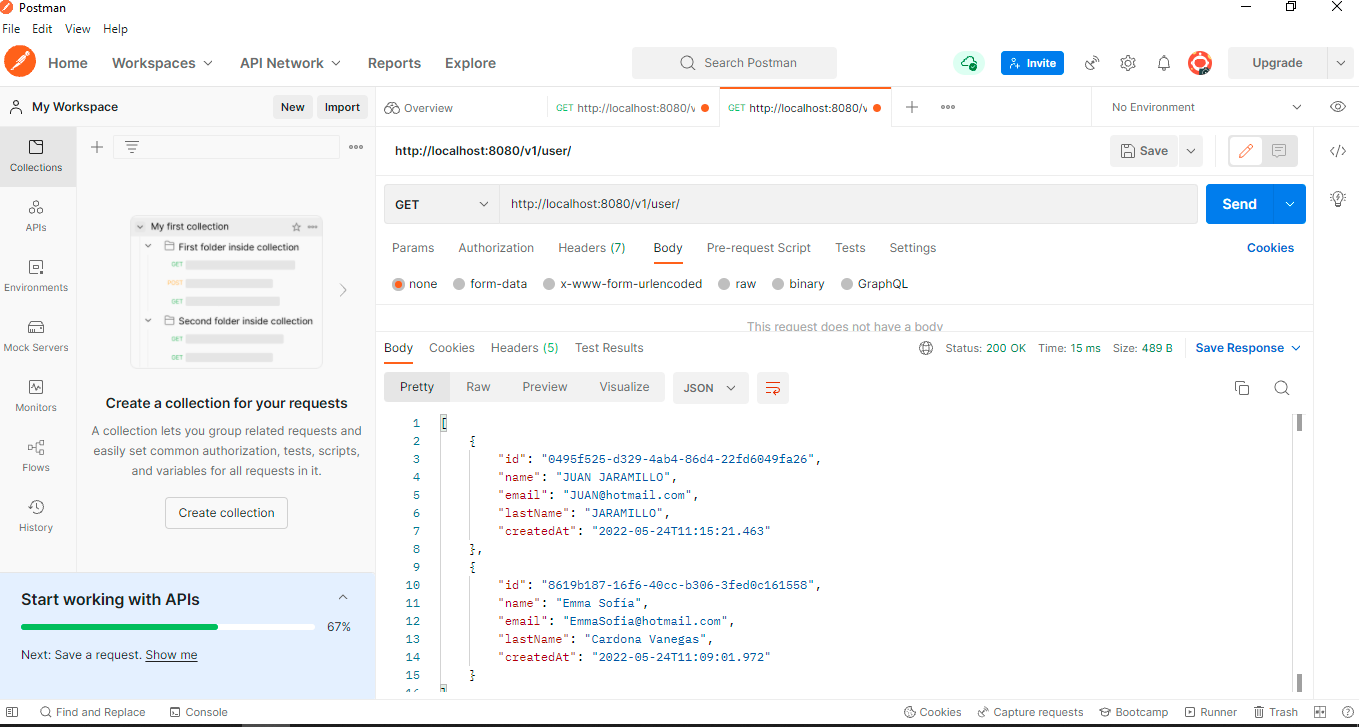 Postman
File Edit View Help
Home Workspaces API Network Reports Explore Search Postman Invite Upgrade
My Workspace New Import Overview GET http://localhost:8080/v GET http://localhost:8080/v No Environment
http://localhost:8080/v1/user/ Save
GET http://localhost:8080/v1/user/ Send
Params Authorization Headers (7) Body Pre-request Script Tests Settings Cookies
none form-data x-www-form-urlencoded raw binary GraphQL
This request does not have a body
Body Cookies Headers (5) Test Results Status: 200 OK Time: 15 ms Size: 489 B Save Response
Pretty Raw Preview Visualize JSON
1 [
2 {
3 "id": "0495f525-d329-4ab4-86d4-22fd6049fa26",
4 "name": "JUAN JARAMILLO",
5 "email": "JUAN@hotmail.com",
6 "lastName": "JARAMILLO",
7 "createdAt": "2022-05-24T11:15:21.463"
8 },
9 {
10 "id": "8619b187-16f6-40cc-b306-3fed0c161558",
11 "name": "Emma Sofía",
12 "email": "EmmaSofia@hotmail.com",
13 "lastName": "Cardona Vanegas",
14 "createdAt": "2022-05-24T11:09:01.972"
15 }
16 ]
Collections
APIs
Environments
Mock Servers
Monitors
Flows
History
My first collection
First folder inside collection
GET
POST
GET
Second folder inside collection
GET
GET
Create a collection for your requests
A collection lets you group related requests and
easily set common authorization, tests, scripts,
and variables for all requests in it.
Create collection
Start working with APIs
67%
Next: Save a request. Show me
Find and Replace Console Cookies Capture requests Bootcamp Runner Trash